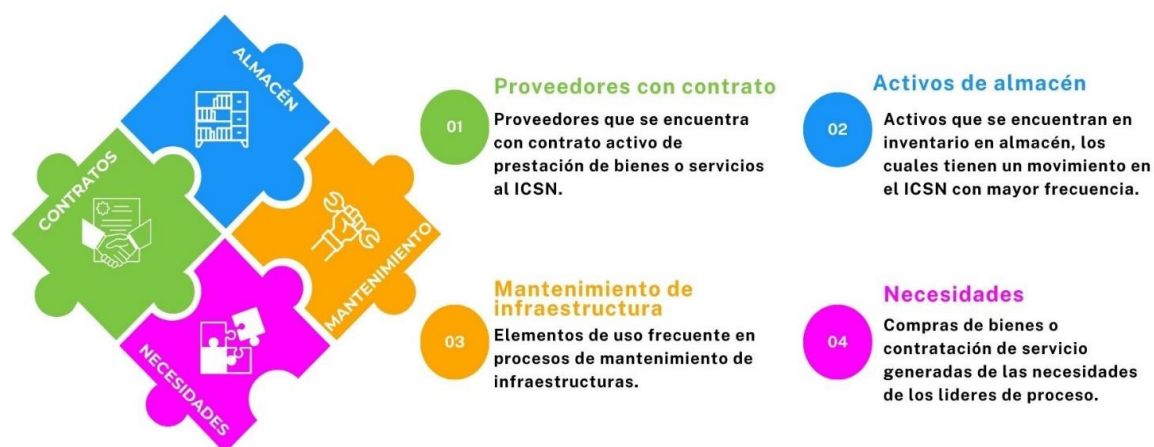 ALMACÉN
CONTRATOS
MANTENIMIENTO
NECESIDADES
01
Proveedores con contrato
Proveedores que se encuentra
con contrato activo de
prestación de bienes o servicios
al ICSN.
02
Activos de almacén
Activos que se encuentran en
inventario en almacén, los
cuales tienen un movimiento en
el ICSN con mayor frecuencia.
03
Mantenimiento de
infraestructura
Elementos de uso frecuente en
procesos de mantenimiento de
infraestructuras.
04
Necesidades
Compras de bienes o
contratación de servicio
generadas de las necesidades
de los lideres de proceso.